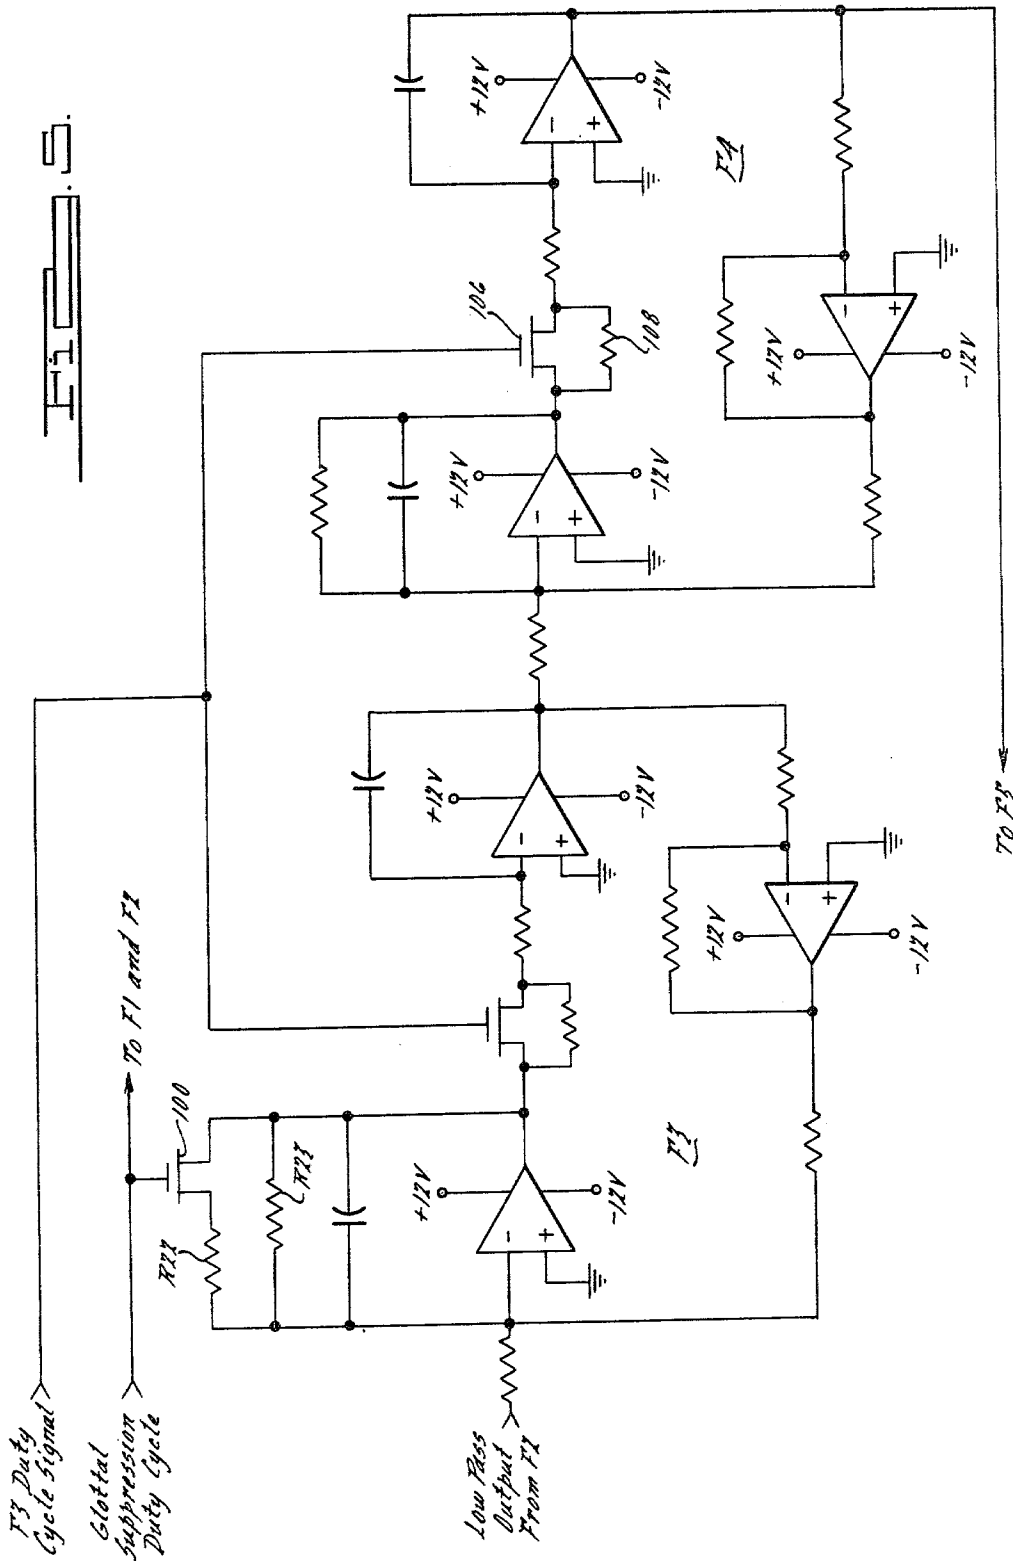 Fig. 9.
F3 Duty
Cycle Signal
Glottal
Suppression
Duty Cycle
To F1 and F2
100
R22
R23
Low Pass
Output
From F2
+12V
-12V
-
+
F3
+12V
-12V
-
+
+12V
-12V
-
+
106
108
+12V
-12V
-
+
+12V
-12V
-
+
F4
+12V
-12V
-
+
To F5